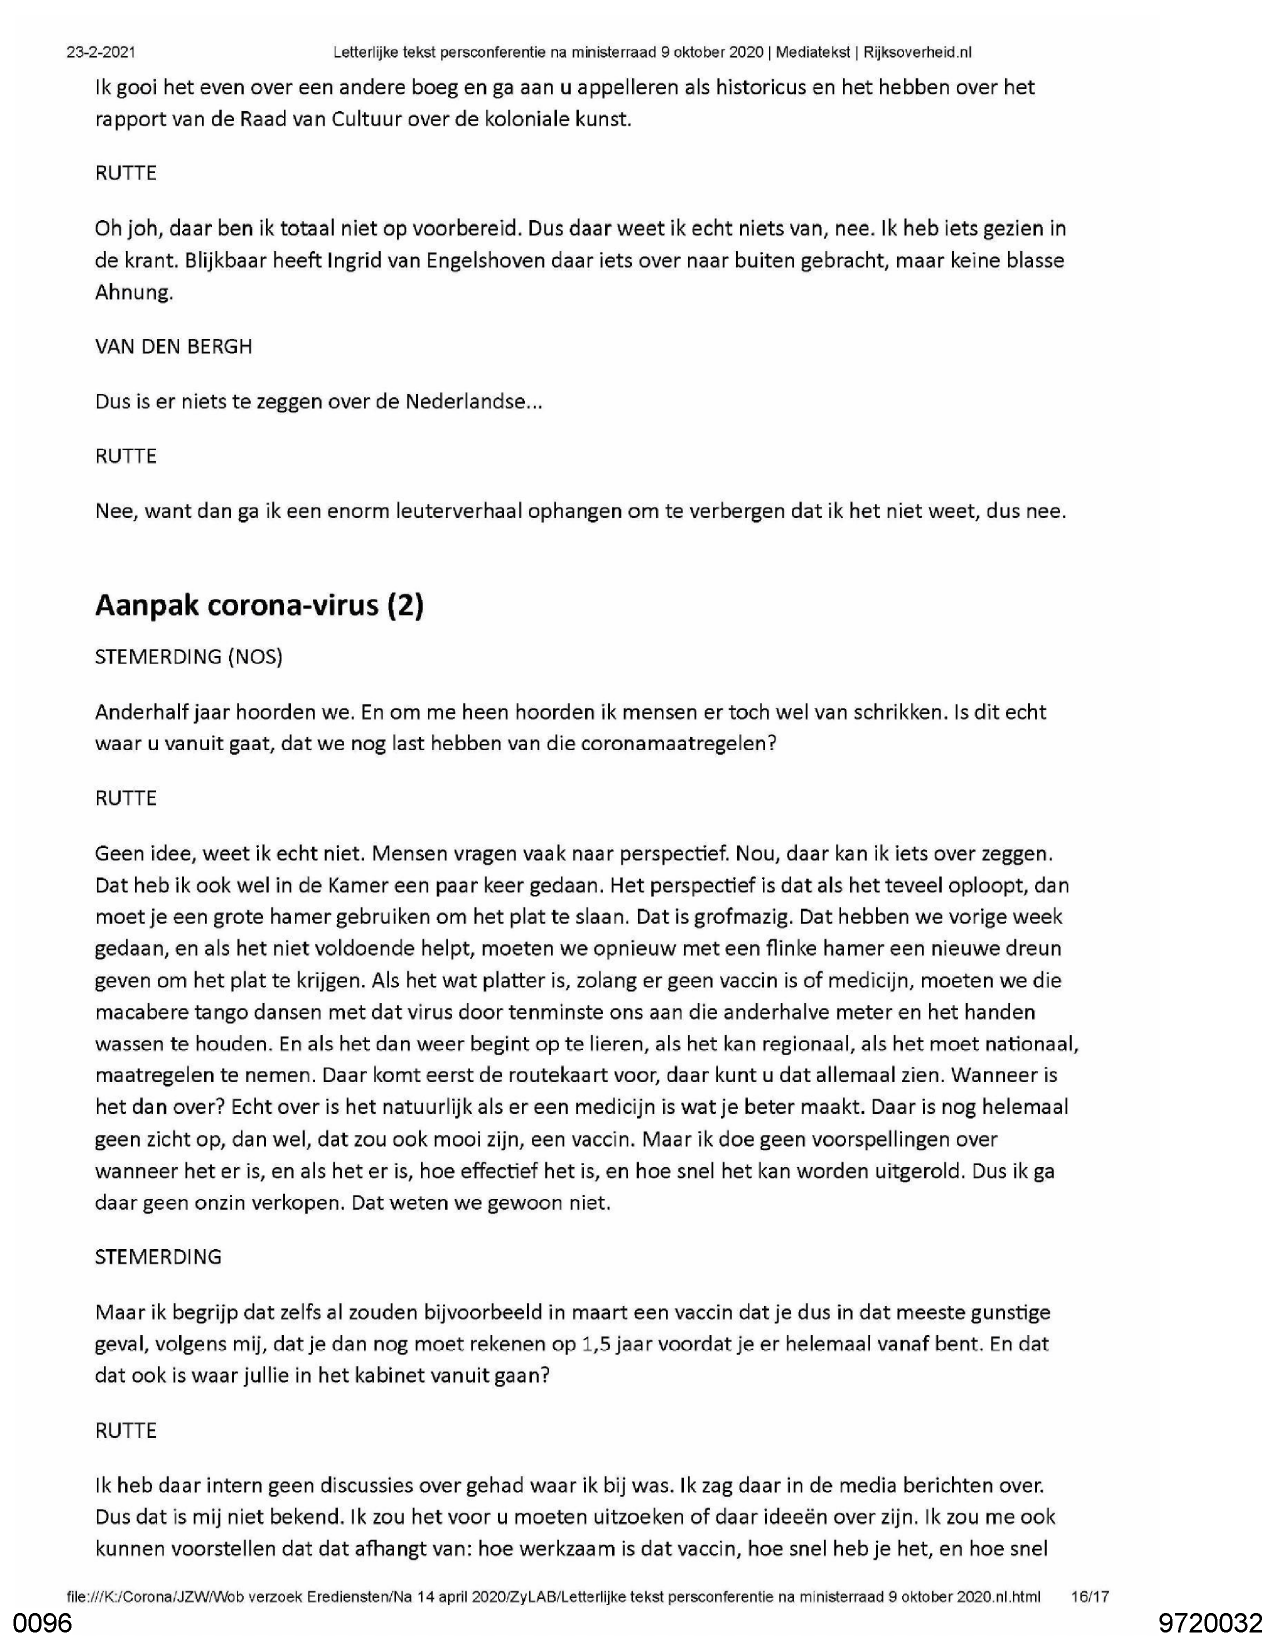 23-2-2021 Letterlijke tekst persconferentie na ministerraad 9 oktober 2020 | Mediatekst | Rijksoverheid.nl
Ik gooi het even over een andere boeg en ga aan u appelleren als historicus en het hebben over het
rapport van de Raad van Cultuur over de koloniale kunst.
RUTTE
Oh joh, daar ben ik totaal niet op voorbereid. Dus daar weet ik echt niets van, nee. Ik heb iets gezien in
de krant. Blijkbaar heeft Ingrid van Engelshoven daar iets over naar buiten gebracht, maar keine blasse
Ahnung.
VAN DEN BERGH
Dus is er niets te zeggen over de Nederlandse...
RUTTE
Nee, want dan ga ik een enorm leuterverhaal ophangen om te verbergen dat ik het niet weet, dus nee.
Aanpak corona-virus (2)
STEMERDING (NOS)
Anderhalf jaar hoorden we. En om me heen hoorden ik mensen er toch wel van schrikken. Is dit echt
waar u vanuit gaat, dat we nog last hebben van die coronamaatregelen?
RUTTE
Geen idee, weet ik echt niet. Mensen vragen vaak naar perspectief. Nou, daar kan ik iets over zeggen.
Dat heb ik ook wel in de Kamer een paar keer gedaan. Het perspectief is dat als het teveel oploopt, dan
moet je een grote hamer gebruiken om het plat te slaan. Dat is grofmazig. Dat hebben we vorige week
gedaan, en als het niet voldoende helpt, moeten we opnieuw met een flinke hamer een nieuwe dreun
geven om het plat te krijgen. Als het wat platter is, zolang er geen vaccin is of medicijn, moeten we die
macabere tango dansen met dat virus door tenminste ons aan die anderhalve meter en het handen
wassen te houden. En als het dan weer begint op te lieren, als het kan regionaal, als het moet nationaal,
maatregelen te nemen. Daar komt eerst de routekaart voor, daar kunt u dat allemaal zien. Wanneer is
het dan over? Echt over is het natuurlijk als er een medicijn is wat je beter maakt. Daar is nog helemaal
geen zicht op, dan wel, dat zou ook mooi zijn, een vaccin. Maar ik doe geen voorspellingen over
wanneer het er is, en als het er is, hoe effectief het is, en hoe snel het kan worden uitgerold. Dus ik ga
daar geen onzin verkopen. Dat weten we gewoon niet.
STEMERDING
Maar ik begrijp dat zelfs al zouden bijvoorbeeld in maart een vaccin dat je dus in dat meeste gunstige
geval, volgens mij, dat je dan nog moet rekenen op 1,5 jaar voordat je er helemaal vanaf bent. En dat
dat ook is waar jullie in het kabinet vanuit gaan?
RUTTE
Ik heb daar intern geen discussies over gehad waar ik bij was. Ik zag daar in de media berichten over.
Dus dat is mij niet bekend. Ik zou het voor u moeten uitzoeken of daar ideeën over zijn. Ik zou me ook
kunnen voorstellen dat dat afhangt van: hoe werkzaam is dat vaccin, hoe snel heb je het, en hoe snel
file:///K:/Corona/JZW/Wob verzoek Erediensten/Na 14 april 2020/ZyLAB/Letterlijke tekst persconferentie na ministerraad 9 oktober 2020.nl.html 16/17
0096 9720032